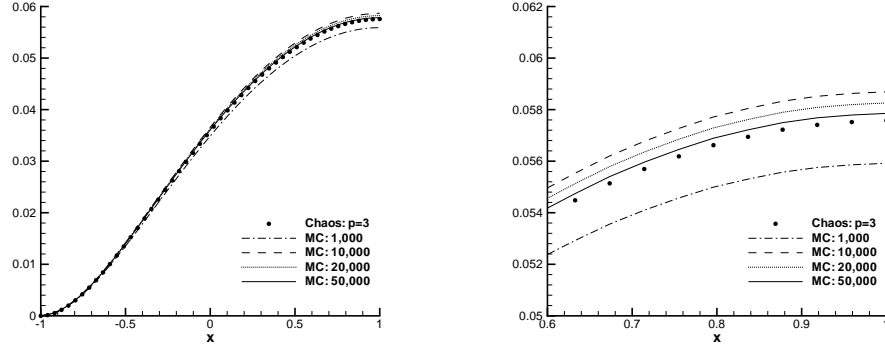 0.06
0.05
0.04
0.03
0.02
0.01
0
-1
-0.5
0
0.5
1
x
Chaos: p=3
MC: 1,000
MC: 10,000
MC: 20,000
MC: 50,000
0.062
0.06
0.058
0.056
0.054
0.052
0.05
0.6
0.7
0.8
0.9
x
Chaos: p=3
MC: 1,000
MC: 10,000
MC: 20,000
MC: 50,000